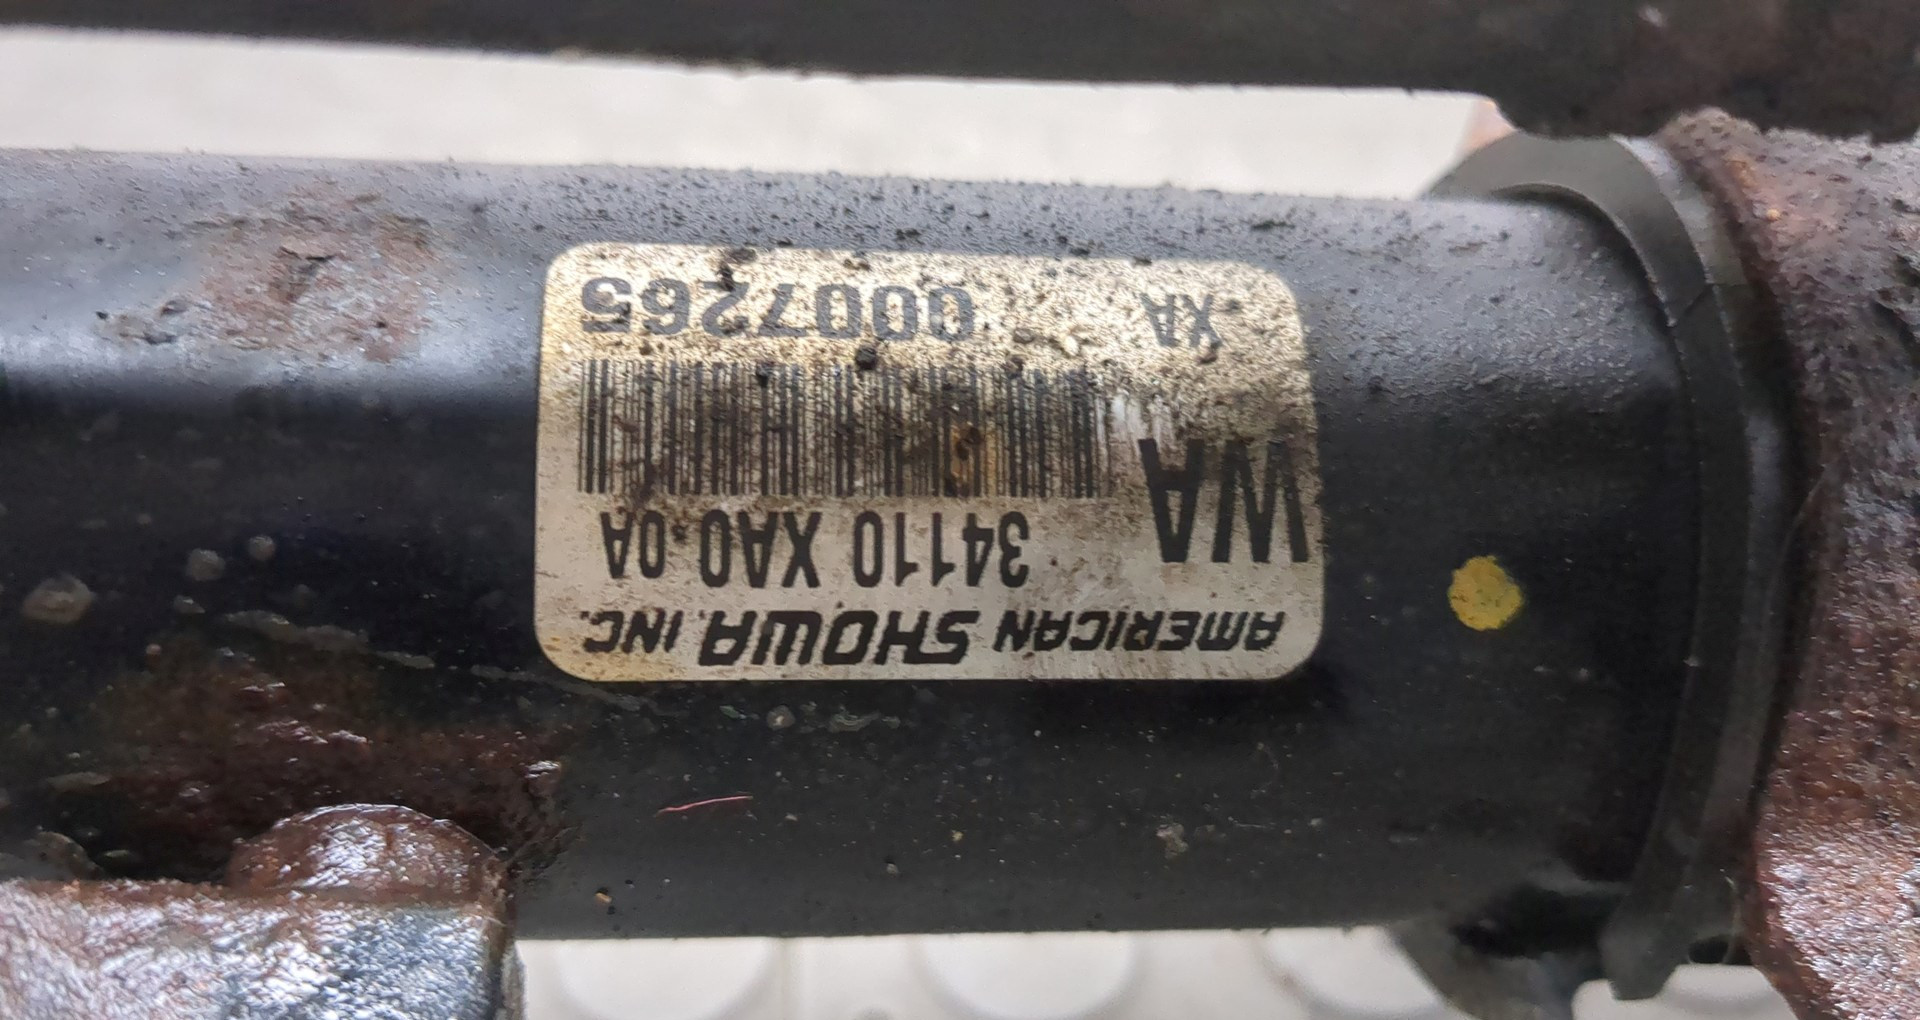 AMERICAN SHOWA, INC.
WA 34110 XA0-0A
XA 0007265